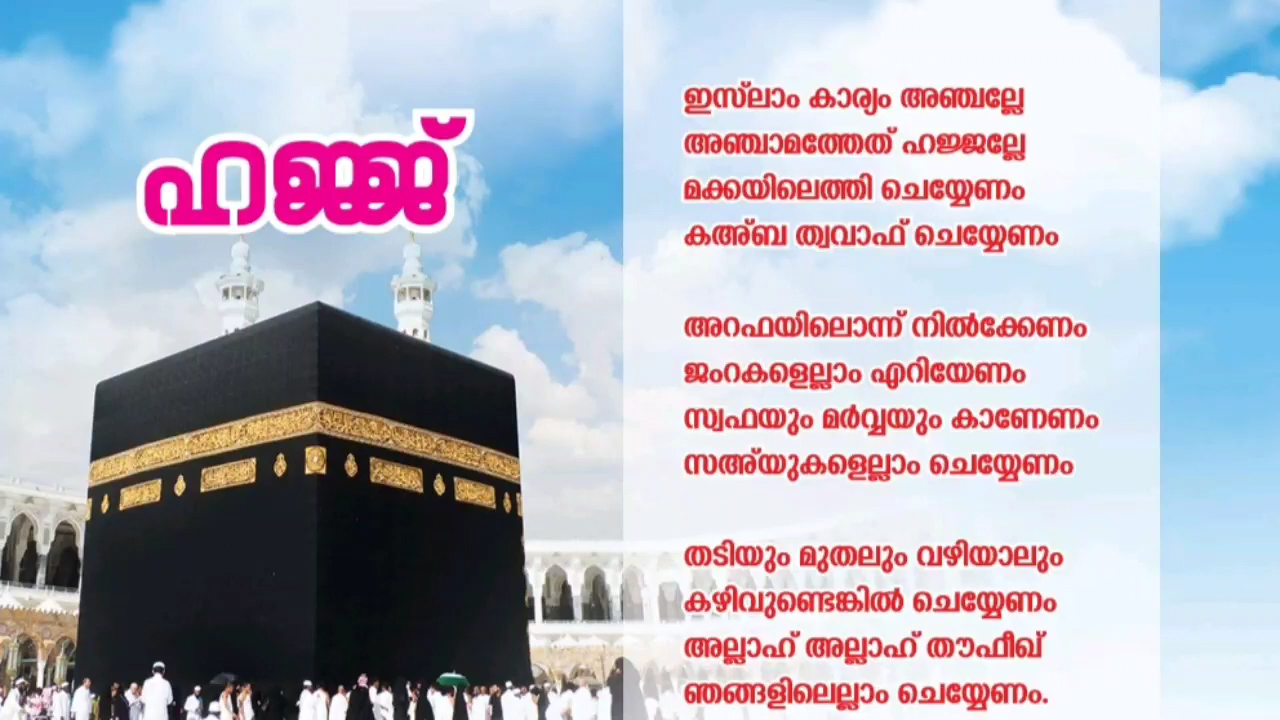 ഹജ്ജ്
ഇസ്‌ലാം കാര്യം അഞ്ചല്ലേ
അഞ്ചാമത്തേത് ഹജ്ജല്ലേ
മക്കയിലെത്തി ചെയ്യേണം
കഅ്ബ ത്വവാഫ് ചെയ്യേണം
അറഫയിലൊന്ന് നിൽക്കേണം
ജംറകളെല്ലാം എറിയേണം
സ്വഫയും മർവ്വയും കാണേണം
സഅ്യുകളെല്ലാം ചെയ്യേണം
തടിയും മുതലും വഴിയാലും
കഴിവുണ്ടെങ്കിൽ ചെയ്യേണം
അല്ലാഹ് അല്ലാഹ് തൗഫീഖ്
ഞങ്ങളിലെല്ലാം ചെയ്യേണം.